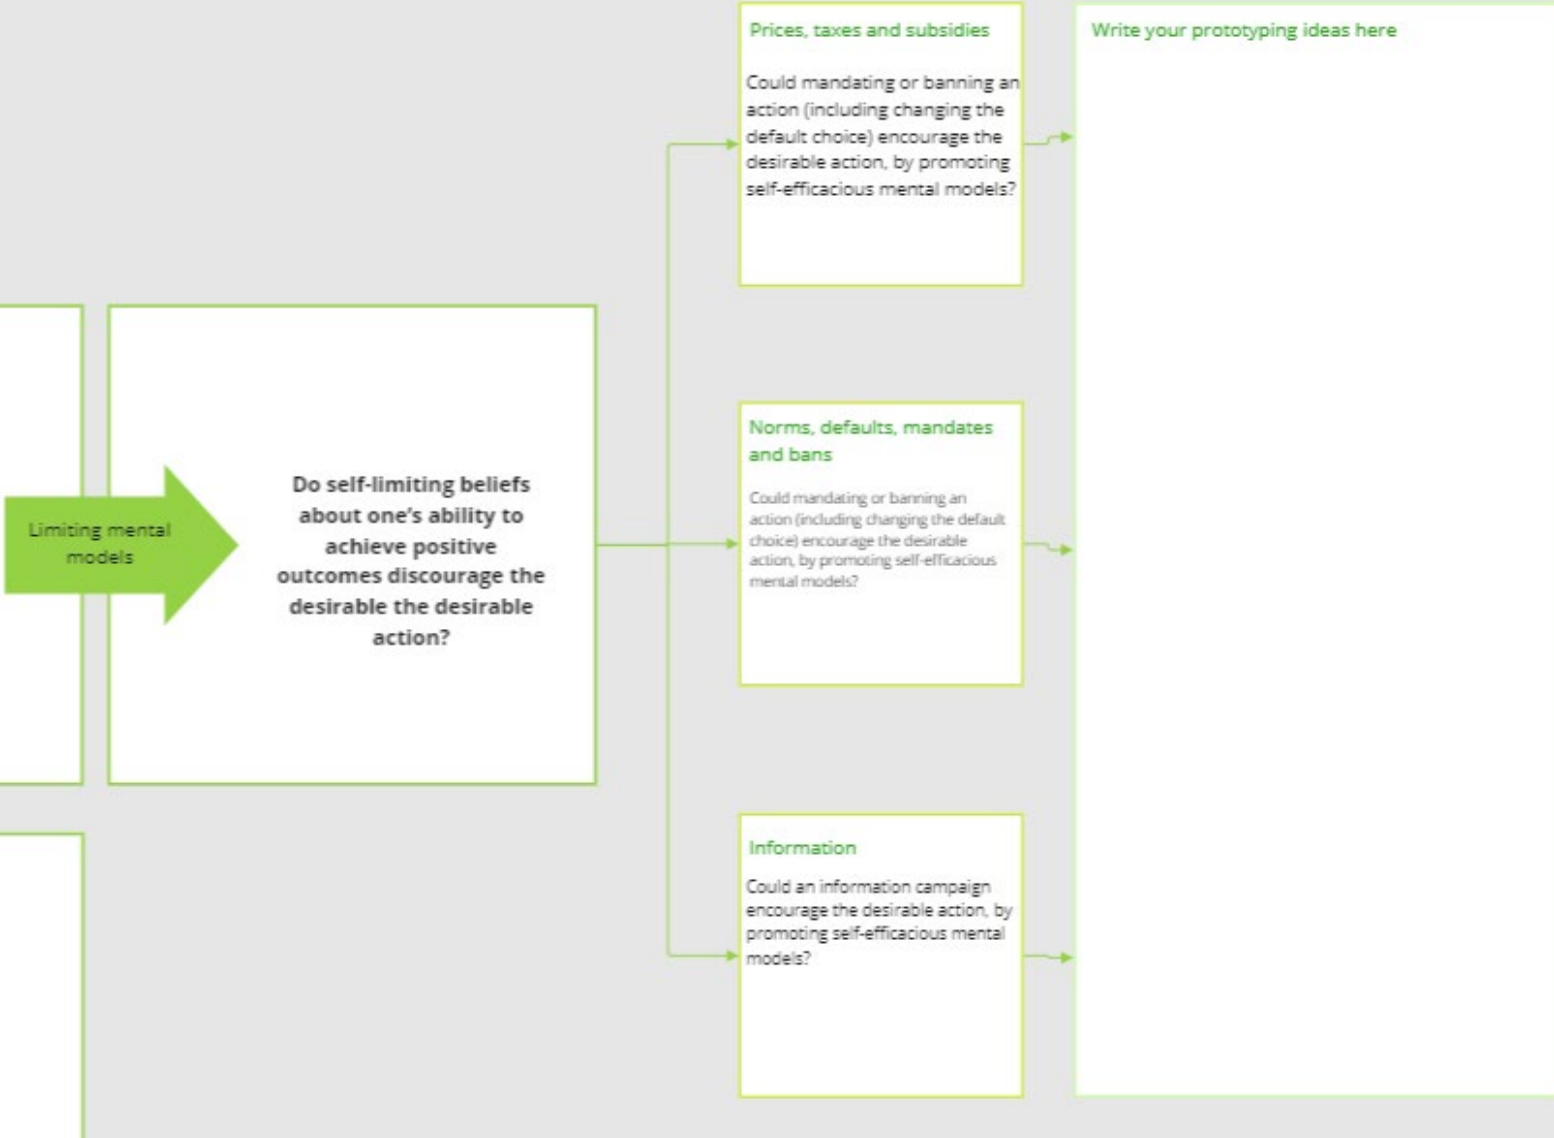 Limiting mental
models
Do self-limiting beliefs
about one's ability to
achieve positive
outcomes discourage the
desirable the desirable
action?
Prices, taxes and subsidies
Could mandating or banning an
action (including changing the
default choice) encourage the
desirable action, by promoting
self-efficacious mental models?
Norms, defaults, mandates
and bans
Could mandating or banning an
action (including changing the default
choice) encourage the desirable
action, by promoting self-efficacious
mental models?
Information
Could an information campaign
encourage the desirable action, by
promoting self-efficacious mental
models?
Write your prototyping ideas here